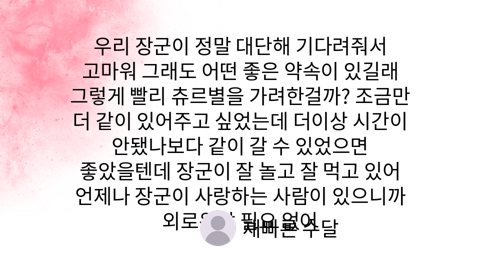 우리 장군이 정말 대단해 기다려줘서
고마워 그래도 어떤 좋은 약속이 있길래
그렇게 빨리 츄르별을 가려한걸까? 조금만
더 같이 있어주고 싶었는데 더이상 시간이
안됐나보다 같이 갈 수 있었으면
좋았을텐데 장군이 잘 놀고 잘 먹고 있어
언제나 장군이 사랑하는 사람이 있으니까
필요 없어
재빠른 수달